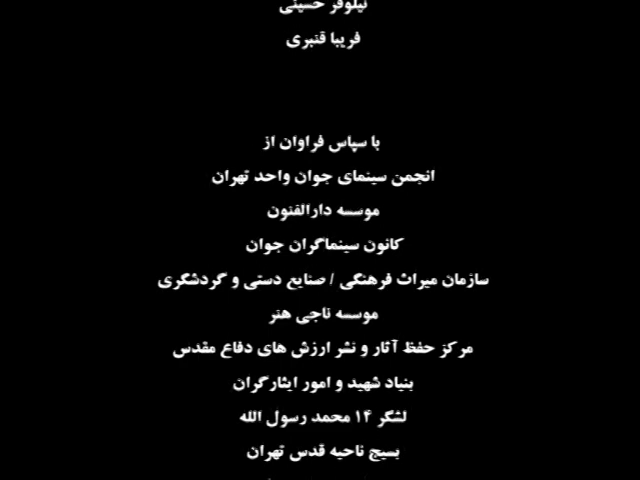 نیلوفر حسینی
فریبا قنبری
با سپاس فراوان از
انجمن سینمای جوان واحد تهران
موسسه دارالفنون
کانون سینماگران جوان
سازمان میراث فرهنگی / صنایع دستی و گردشگری
موسسه ناجی هنر
مرکز حفظ آثار و نشر ارزش های دفاع مقدس
بنیاد شهید و امور ایثارگران
لشگر ۱۴ محمد رسول الله
بسیج ناحیه قدس تهران